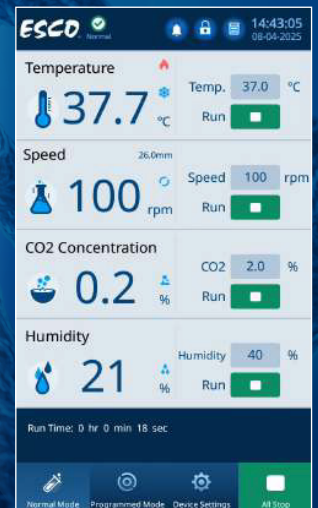 ESCO
Normal
14:43:05
08-04-2025
Temperature
37.7 °C
Temp. 37.0 °C
Run
Speed
26.0mm
100 rpm
Speed 100 rpm
Run
CO2 Concentration
0.2 %
CO2 2.0 %
Run
Humidity
21 %
Humidity 40 %
Run
Run Time: 0 hr 0 min 18 sec
Normal Mode Programmed Mode Device Settings All Stop